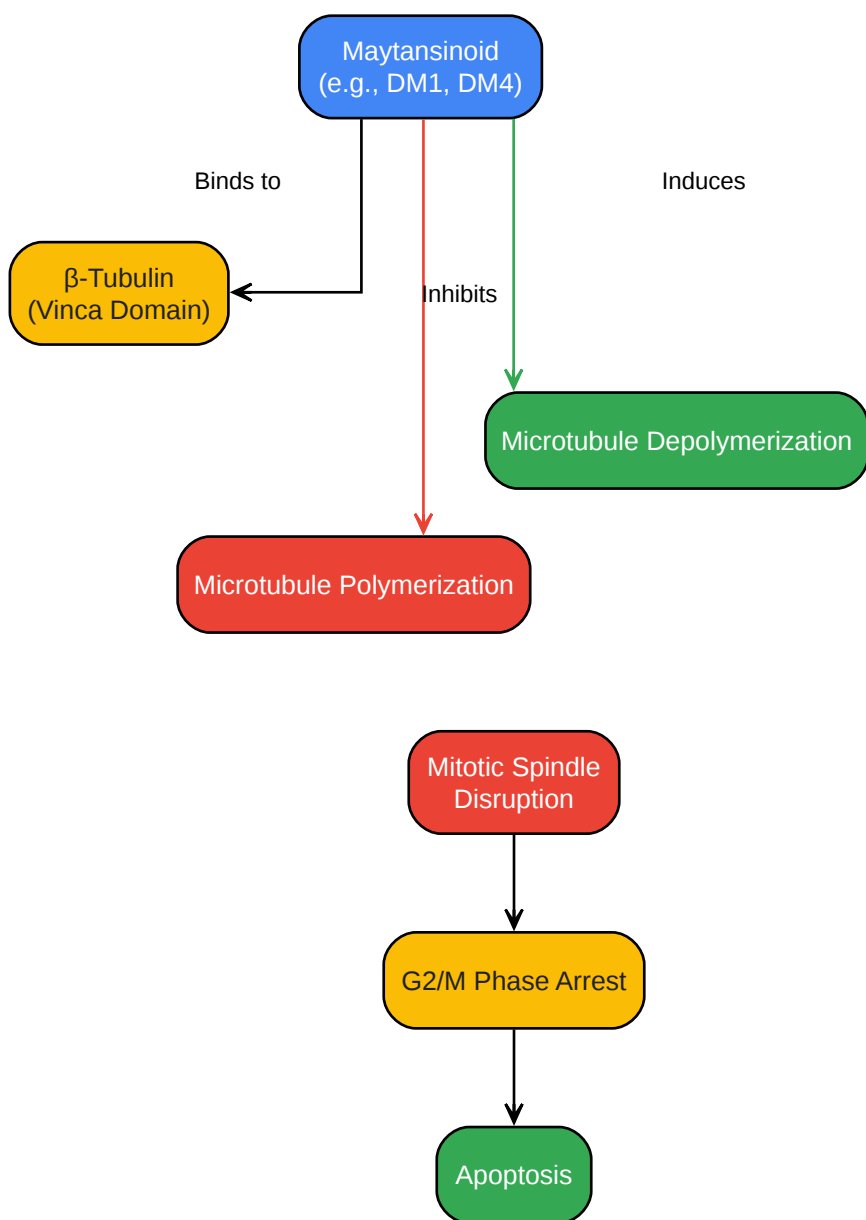 Maytansinoid
(e.g., DM1, DM4)
Binds to
Induces
β-Tubulin
(Vinca Domain)
Inhibits
Microtubule Depolymerization
Microtubule Polymerization
Mitotic Spindle
Disruption
G2/M Phase Arrest
Apoptosis